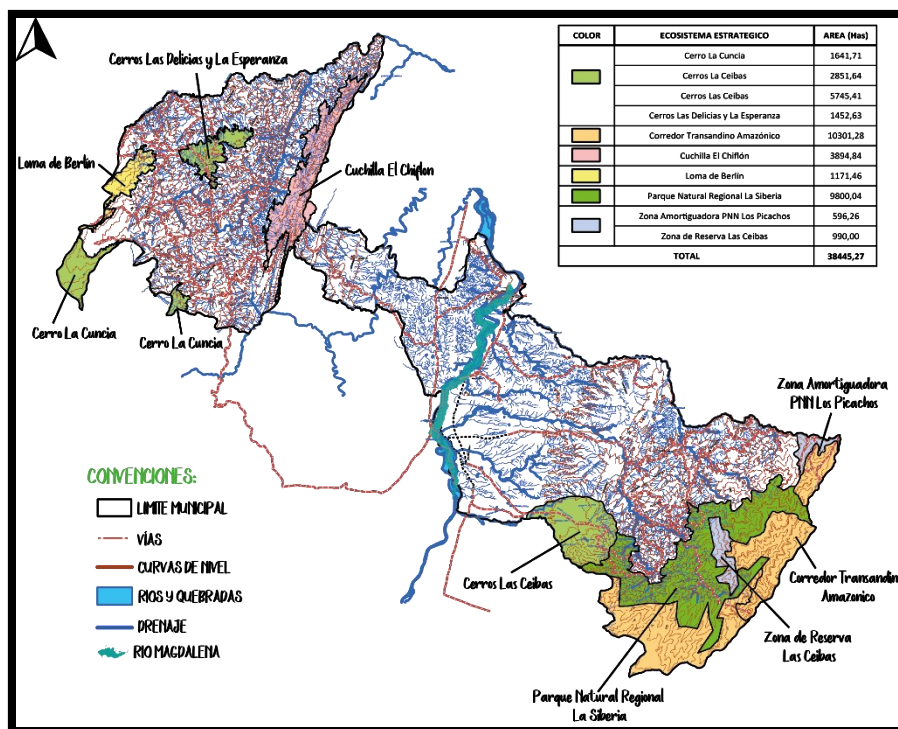 COLOR ECOSISTEMA ESTRATEGICO AREA (Has)
Cerro La Cuncia 1641,71
Cerros La Ceibas 2851,64
Cerros Las Ceibas 5745,41
Cerros Las Delicias y La Esperanza 1452,63
Corredor Transandino Amazónico 10301,28
Cuchilla El Chiflón 3894,84
Loma de Berlín 1171,46
Parque Natural Regional La Siberia 9800,04
Zona Amortiguadora PNN Los Picachos 596,26
Zona de Reserva Las Ceibas 990,00
TOTAL 38445,27
Cerros Las Delicias y La Esperanza
Loma de Berlín
Cuchilla El Chiflon
Cerro La Cuncia
Cerro La Cuncia
Zona Amortiguadora
PNN Los Picachos
Cerros Las Ceibas
Corredor Transandin
Amazonico
Zona de Reserva
Las Ceibas
Parque Natural Regional
La Siberia
CONVENCIONES:
LIMITE MUNICIPAL
VÍAS
CURVAS DE NIVEL
RIOS Y QUEBRADAS
DRENAJE
RIO MAGDALENA